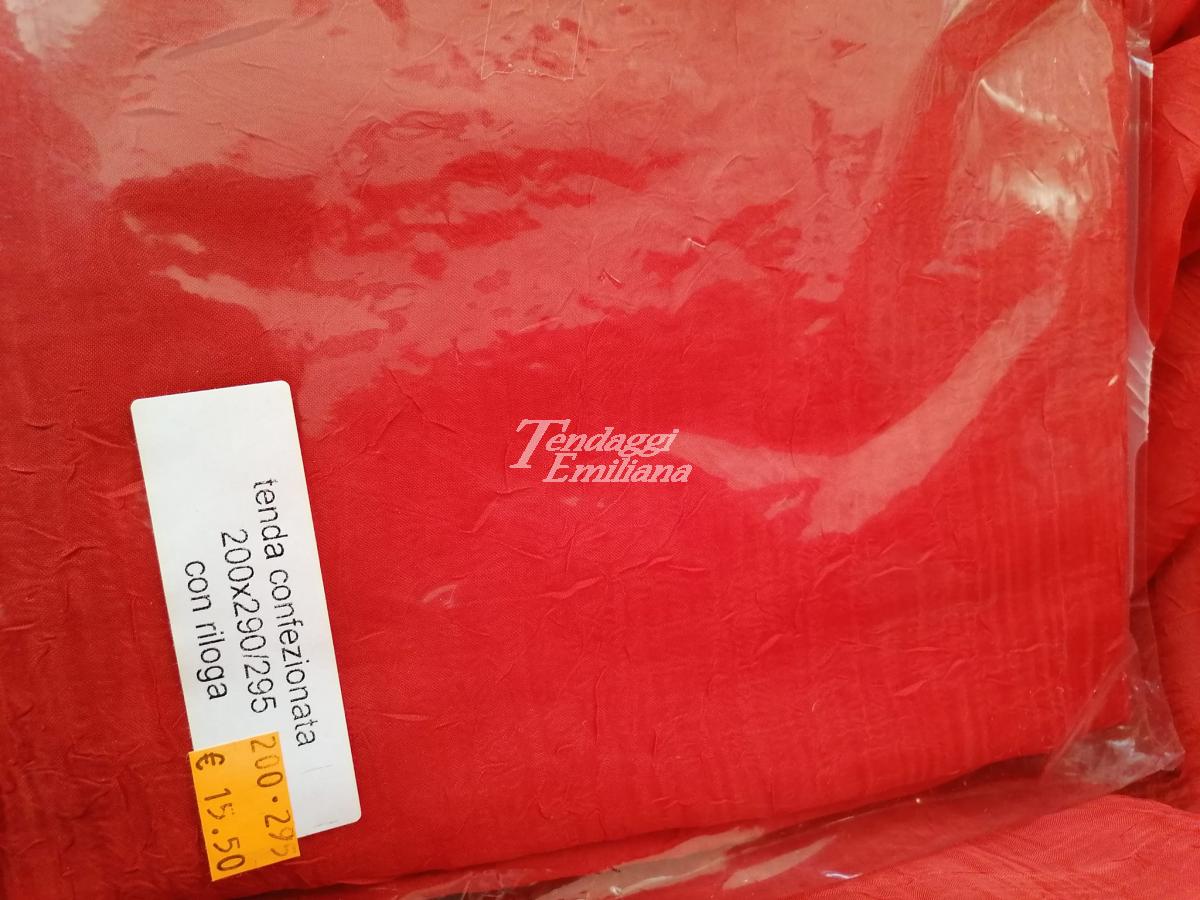 Tendaggi
Emiliana
tenda confezionata
200x290/295
con riloga
200·295
€ 15.50